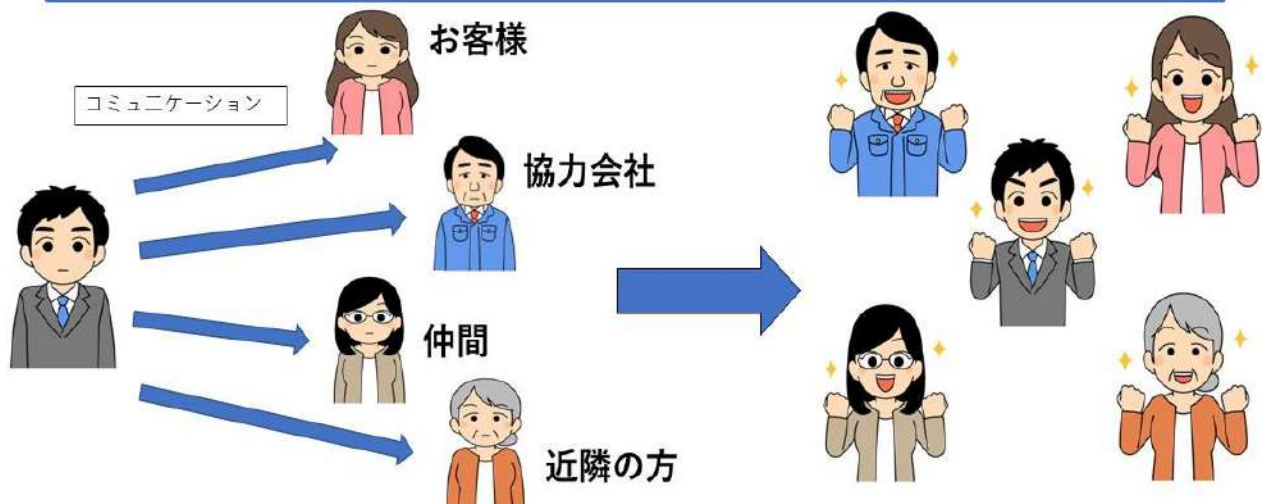 お客様
コミュニケーション
協力会社
仲間
近隣の方